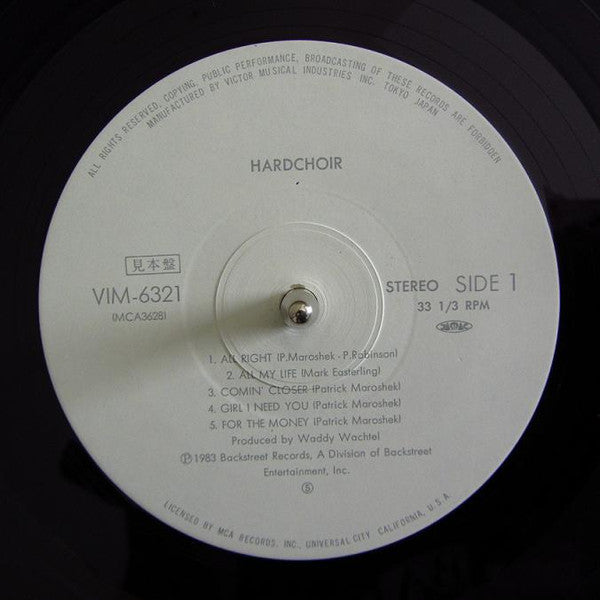 ALL RIGHTS RESERVED. COPYING, PUBLIC PERFORMANCE, BROADCASTING OF THESE RECORDS ARE FORBIDDEN
MANUFACTURED BY VICTOR MUSICAL INDUSTRIES INC. TOKYO JAPAN
HARDCHOIR
見本盤
VIM-6321
(MCA3628)
STEREO SIDE 1
33 1/3 RPM
1. ALL RIGHT (P.Maroshek - P.Robinson)
2. ALL MY LIFE (Mark Easterling)
3. COMIN' CLOSER (Patrick Maroshek)
4. GIRL I NEED YOU (Patrick Maroshek)
5. FOR THE MONEY (Patrick Maroshek)
Produced by Waddy Wachtel
Ⓟ1983 Backstreet Records, A Division of Backstreet
Entertainment, Inc.
Ⓢ
LICENSED BY MCA RECORDS, INC., UNIVERSAL CITY, CALIFORNIA, U.S.A.